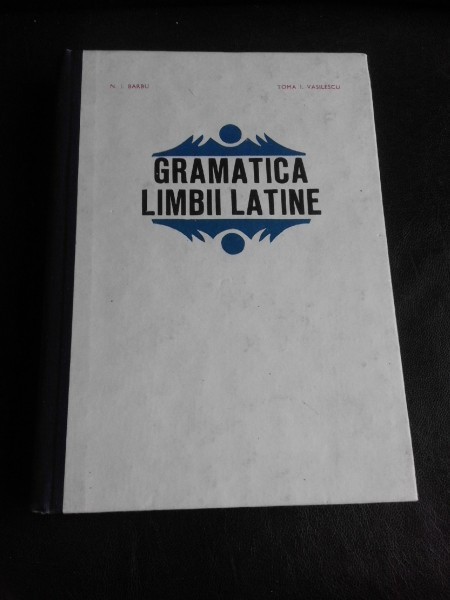 N. I. BARBU TOMA I. VASILESCU
GRAMATICA
LIMBII LATINE